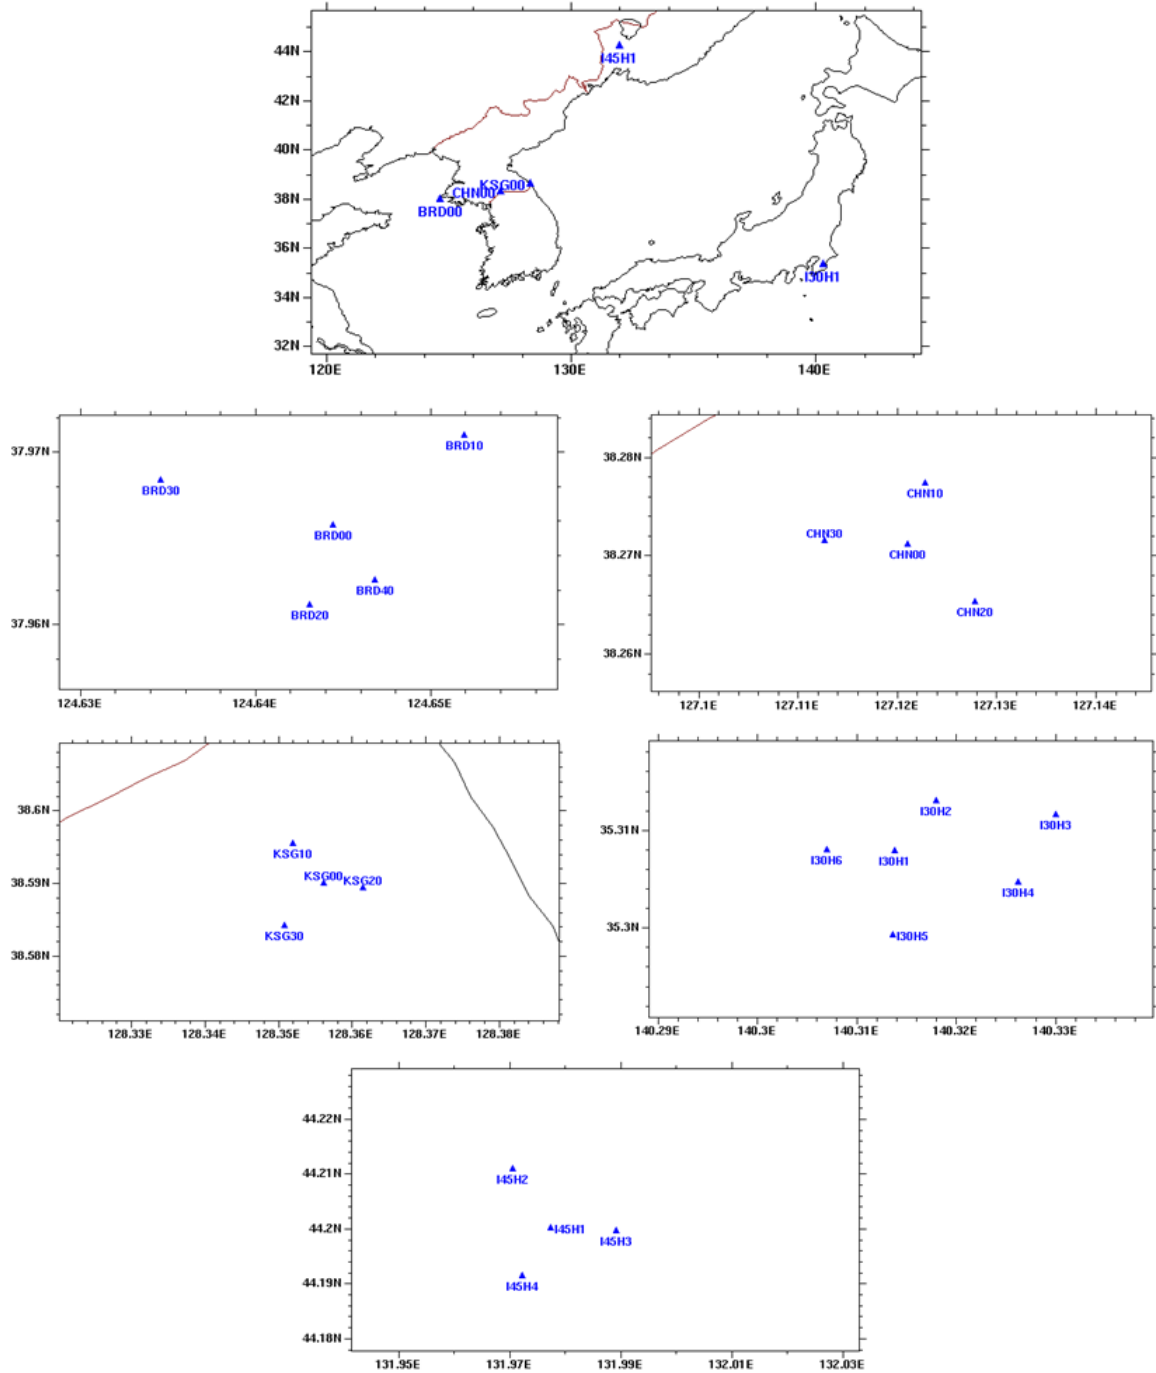 44N
I45H1
42N
40N
KSG00
CHN00
38N
BRD00
36N
I30H1
34N
32N
120E 130E 140E
37.97N
BRD10
BRD30
BRD00
BRD40
BRD20
37.96N
124.63E 124.64E 124.65E
38.28N
CHN10
CHN30
38.27N
CHN00
CHN20
38.26N
127.1E 127.11E 127.12E 127.13E 127.14E
38.6N
KSG10
KSG00 KSG20
38.59N
KSG30
38.58N
128.33E 128.34E 128.35E 128.36E 128.37E 128.38E
I30H2
35.31N
I30H3
I30H6 I30H1
I30H4
35.3N
I30H5
140.29E 140.3E 140.31E 140.32E 140.33E
44.22N
44.21N
I45H2
44.2N
I45H1
I45H3
44.19N
I45H4
44.18N
131.95E 131.97E 131.99E 132.01E 132.03E